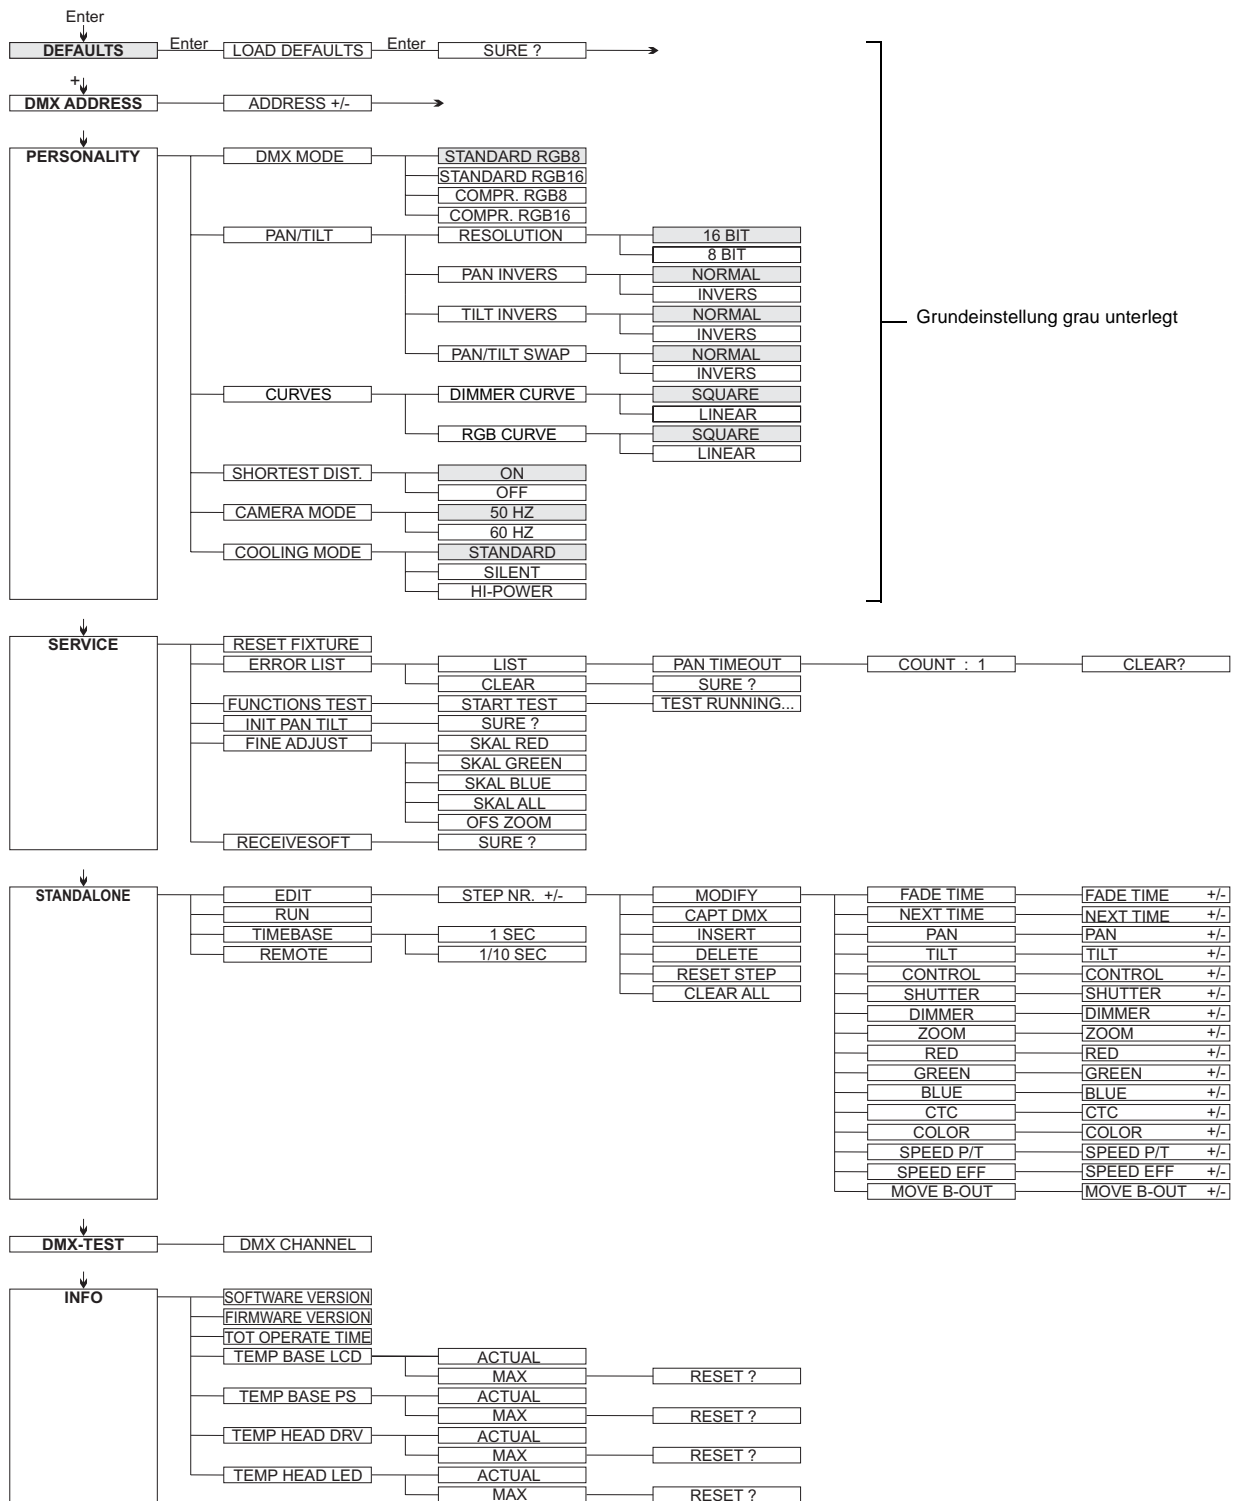 Enter
DEFAULTS Enter LOAD DEFAULTS Enter SURE ?
+
DMX ADDRESS ADDRESS +/-
PERSONALITY DMX MODE STANDARD RGB8
STANDARD RGB16
COMPR. RGB8
COMPR. RGB16
PAN/TILT RESOLUTION 16 BIT
8 BIT
PAN INVERS NORMAL
INVERS
TILT INVERS NORMAL
Grundeinstellung grau unterlegt
INVERS
PAN/TILT SWAP NORMAL
INVERS
CURVES DIMMER CURVE SQUARE
LINEAR
RGB CURVE SQUARE
LINEAR
SHORTEST DIST. ON
OFF
CAMERA MODE 50 HZ
60 HZ
COOLING MODE STANDARD
SILENT
HI-POWER
SERVICE RESET FIXTURE
ERROR LIST LIST PAN TIMEOUT COUNT : 1 CLEAR?
CLEAR SURE ?
FUNCTIONS TEST START TEST TEST RUNNING...
INIT PAN TILT SURE ?
FINE ADJUST SKAL RED
SKAL GREEN
SKAL BLUE
SKAL ALL
OFS ZOOM
RECEIVESOFT SURE ?
STANDALONE EDIT STEP NR. +/- MODIFY FADE TIME FADE TIME +/-
RUN CAPT DMX NEXT TIME NEXT TIME +/-
TIMEBASE 1 SEC INSERT PAN PAN +/-
REMOTE 1/10 SEC DELETE TILT TILT +/-
RESET STEP CONTROL CONTROL +/-
CLEAR ALL SHUTTER SHUTTER +/-
DIMMER DIMMER +/-
ZOOM ZOOM +/-
RED RED +/-
GREEN GREEN +/-
BLUE BLUE +/-
CTC CTC +/-
COLOR COLOR +/-
SPEED P/T SPEED P/T +/-
SPEED EFF SPEED EFF +/-
MOVE B-OUT MOVE B-OUT +/-
DMX-TEST DMX CHANNEL
INFO SOFTWARE VERSION
FIRMWARE VERSION
TOT OPERATE TIME
TEMP BASE LCD ACTUAL
MAX RESET ?
TEMP BASE PS ACTUAL
MAX RESET ?
TEMP HEAD DRV ACTUAL
MAX RESET ?
TEMP HEAD LED ACTUAL
MAX RESET ?